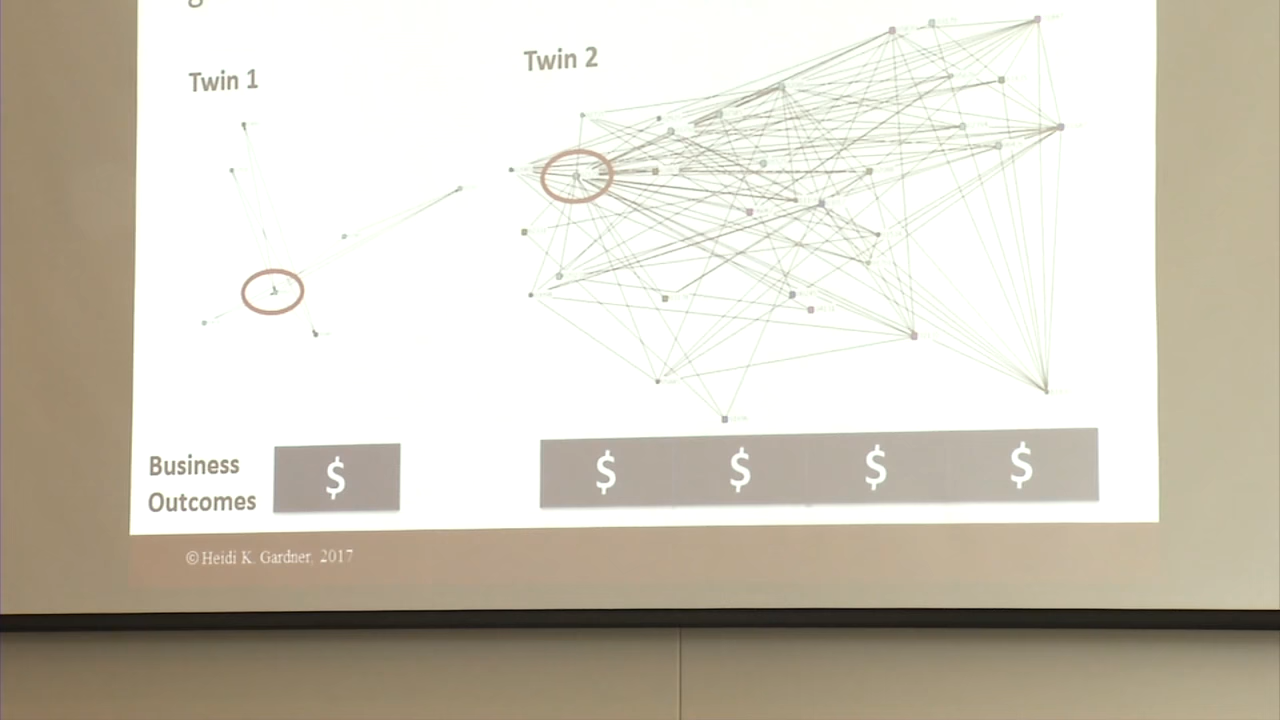 Twin 1
Twin 2
Business
Outcomes
$
$
$
$
$
© Heidi K. Gardner, 2017